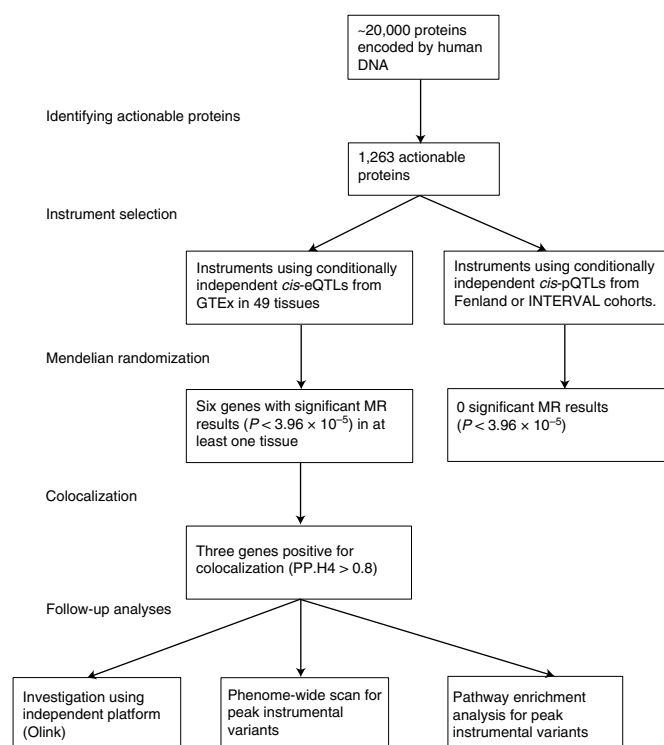 ~20,000 proteins
encoded by human
DNA
Identifying actionable proteins
1,263 actionable
proteins
Instrument selection
Instruments using conditionally
independent cis-eQTLs from
GTEx in 49 tissues
Instruments using conditionally
independent cis-pQTLs from
Fenland or INTERVAL cohorts.
Mendelian randomization
Six genes with significant MR
results (P < 3.96 × 10⁻⁵) in at
least one tissue
0 significant MR results
(P < 3.96 × 10⁻⁵)
Colocalization
Three genes positive for
colocalization (PP.H4 > 0.8)
Follow-up analyses
Investigation using
independent platform
(Olink)
Phenome-wide scan for
peak instrumental
variants
Pathway enrichment
analysis for peak
instrumental variants